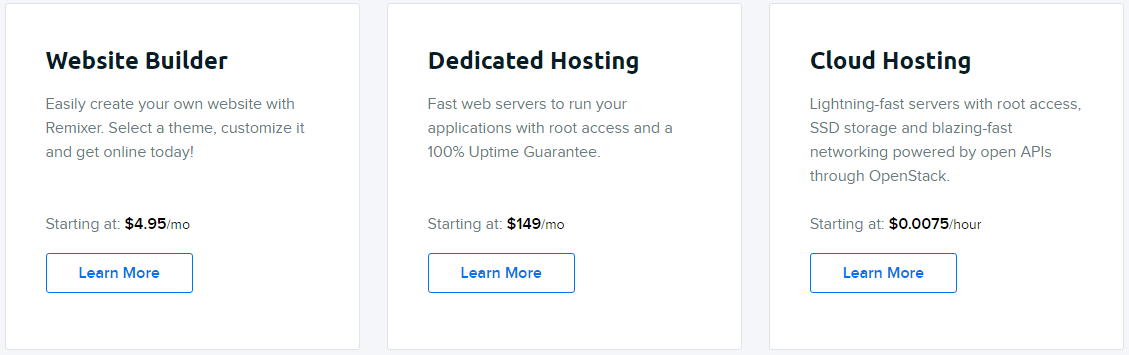 Website Builder
Easily create your own website with
Remixer. Select a theme, customize it
and get online today!
Starting at: $4.95/mo
Learn More
Dedicated Hosting
Fast web servers to run your
applications with root access and a
100% Uptime Guarantee.
Starting at: $149/mo
Learn More
Cloud Hosting
Lightning-fast servers with root access,
SSD storage and blazing-fast
networking powered by open APIs
through OpenStack.
Starting at: $0.0075/hour
Learn More